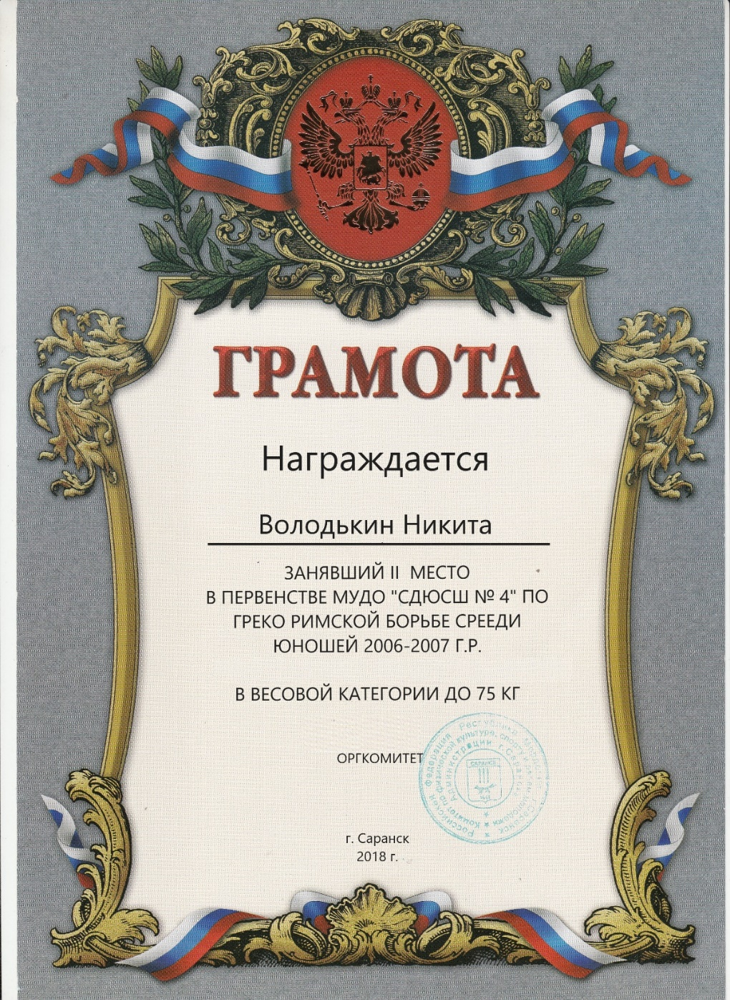 ГРАМОТА
Награждается
Володькин Никита
ЗАНЯВШИЙ II МЕСТО
В ПЕРВЕНСТВЕ МУДО "СДЮСШ № 4" ПО
ГРЕКО РИМСКОЙ БОРЬБЕ СРЕЕДИ
ЮНОШЕЙ 2006-2007 Г.Р.
В ВЕСОВОЙ КАТЕГОРИИ ДО 75 КГ
ОРГКОМИТЕТ
Российская Федерация Республика
Комитет по физической культуре, спорту и
Администрации г. Саранск
САРАНСК
1641
г. Саранск
2018 г.